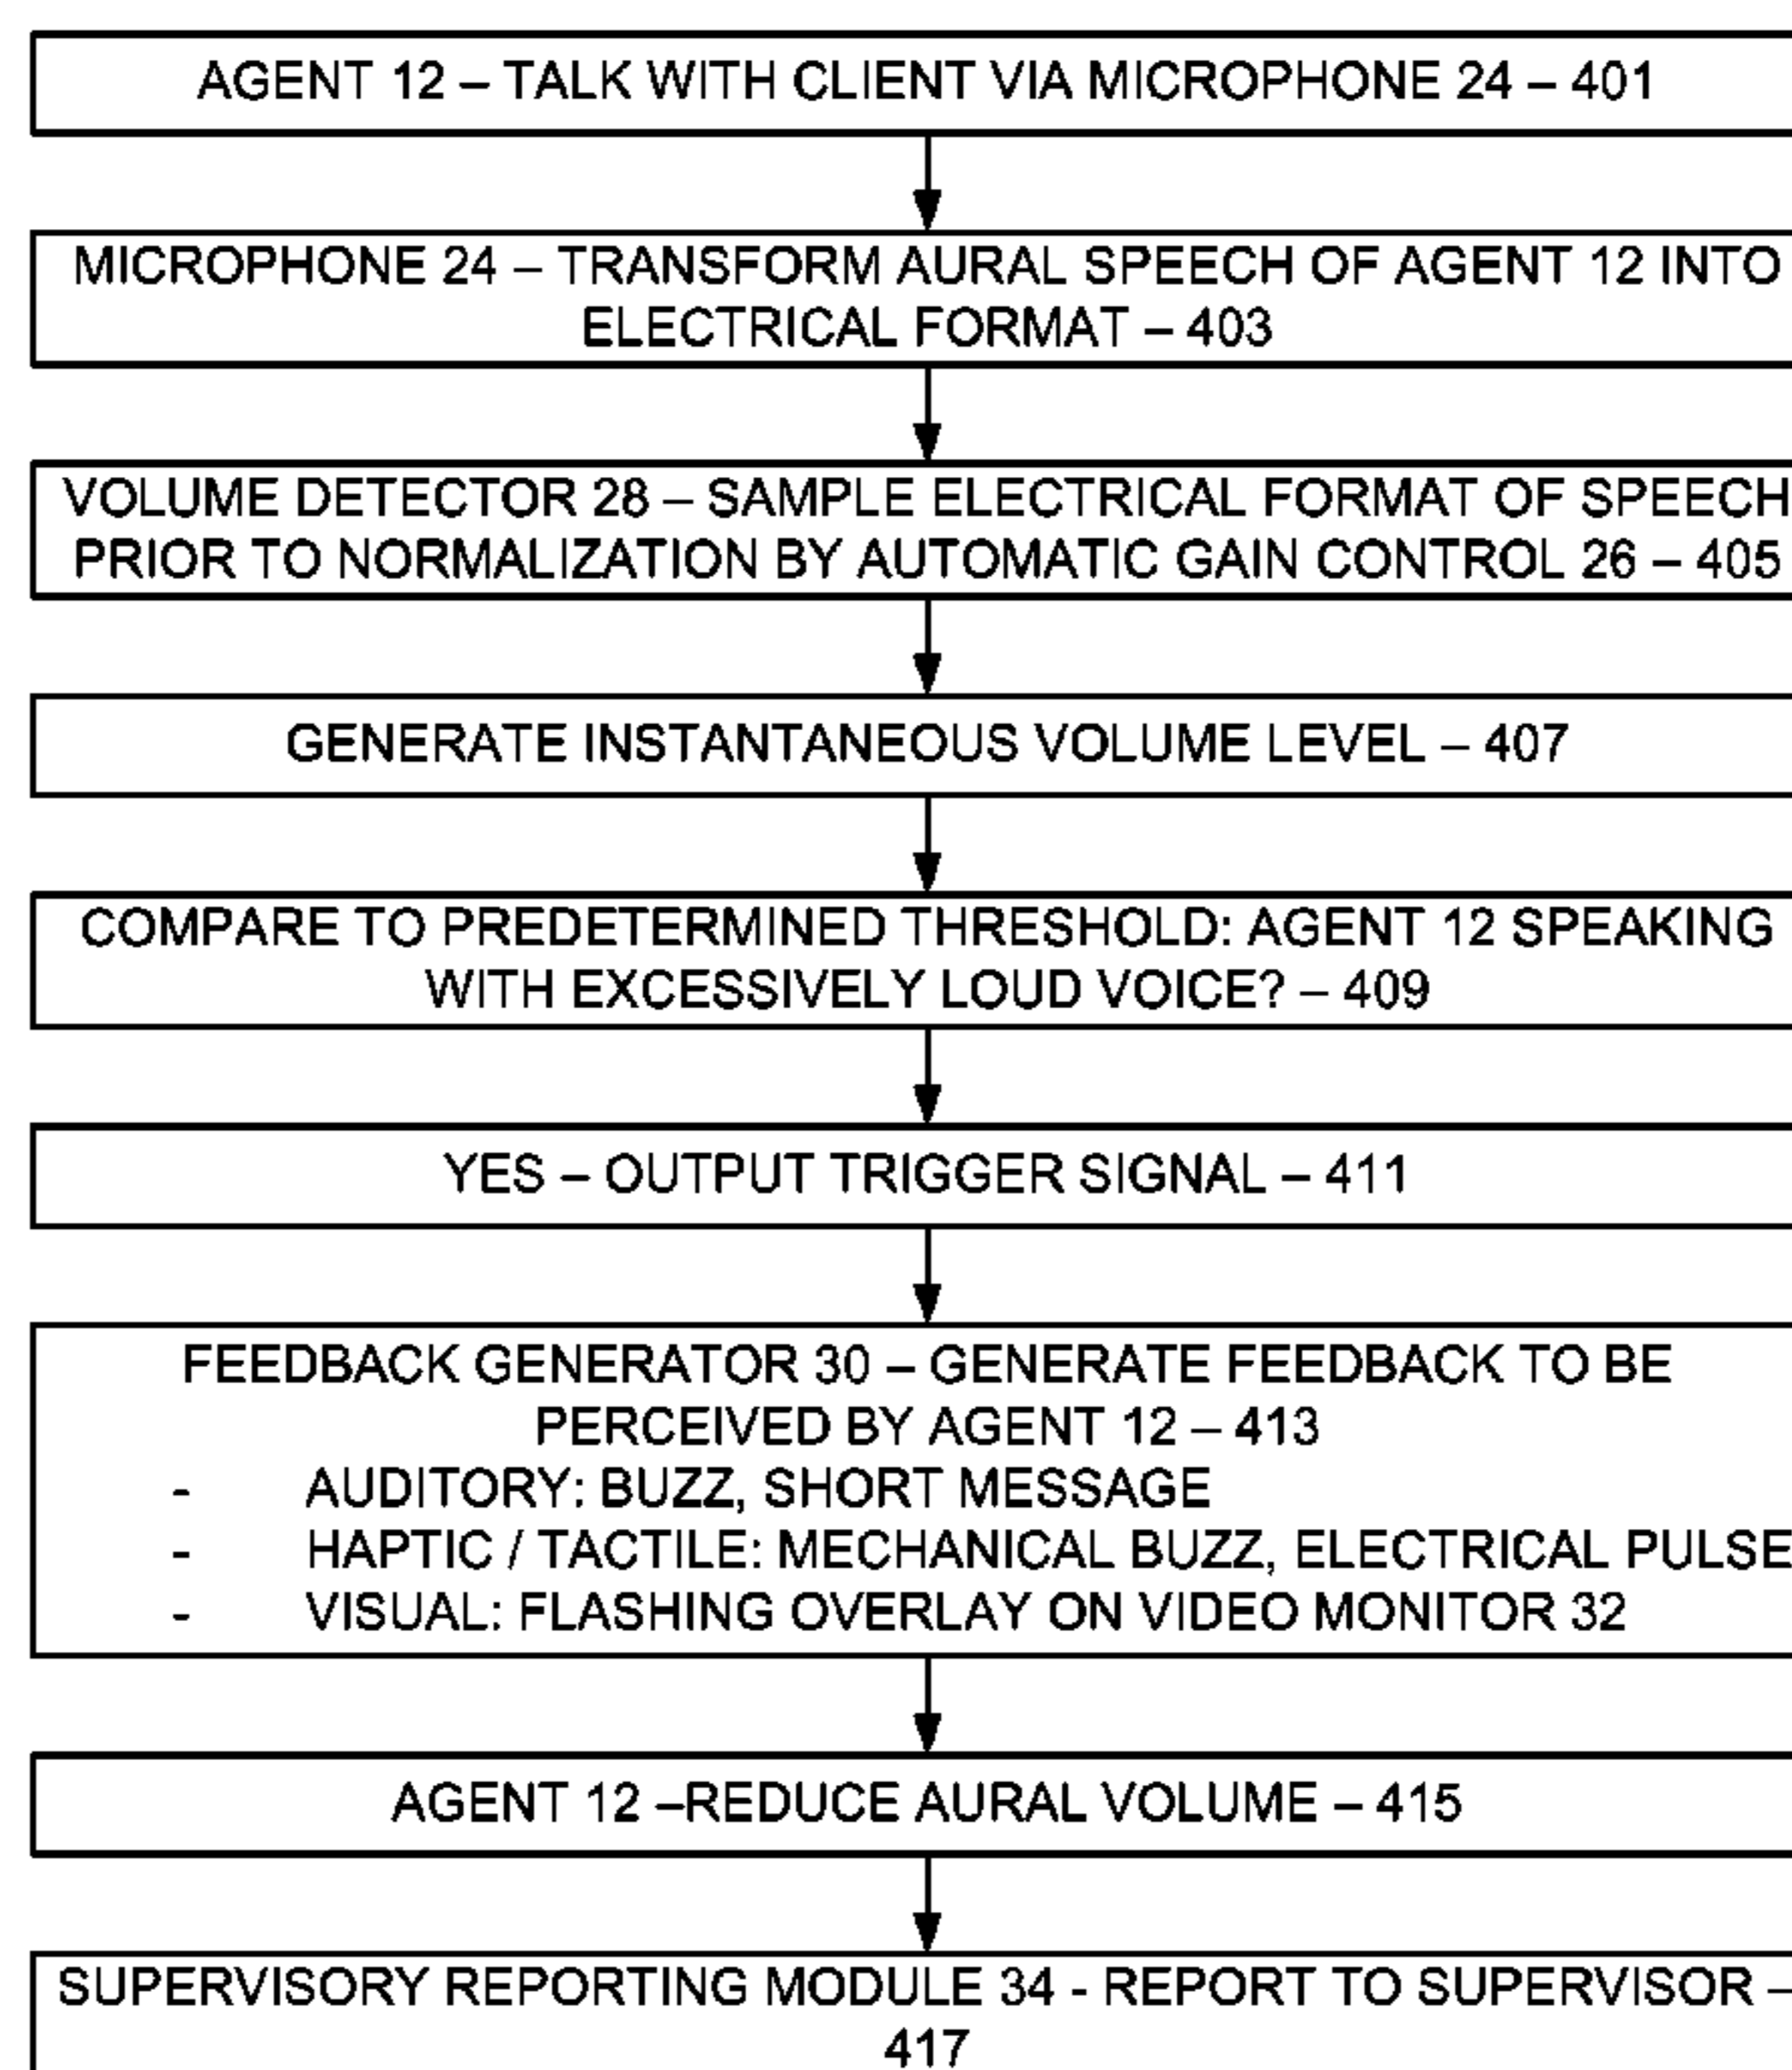 AGENT 12 – TALK WITH CLIENT VIA MICROPHONE 24 – 401
MICROPHONE 24 – TRANSFORM AURAL SPEECH OF AGENT 12 INTO
ELECTRICAL FORMAT – 403
VOLUME DETECTOR 28 – SAMPLE ELECTRICAL FORMAT OF SPEECH
PRIOR TO NORMALIZATION BY AUTOMATIC GAIN CONTROL 26 – 405
GENERATE INSTANTANEOUS VOLUME LEVEL – 407
COMPARE TO PREDETERMINED THRESHOLD: AGENT 12 SPEAKING
WITH EXCESSIVELY LOUD VOICE? – 409
YES – OUTPUT TRIGGER SIGNAL – 411
FEEDBACK GENERATOR 30 – GENERATE FEEDBACK TO BE
PERCEIVED BY AGENT 12 – 413
- AUDITORY: BUZZ, SHORT MESSAGE
- HAPTIC / TACTILE: MECHANICAL BUZZ, ELECTRICAL PULSE
- VISUAL: FLASHING OVERLAY ON VIDEO MONITOR 32
AGENT 12 –REDUCE AURAL VOLUME – 415
SUPERVISORY REPORTING MODULE 34 - REPORT TO SUPERVISOR –
417